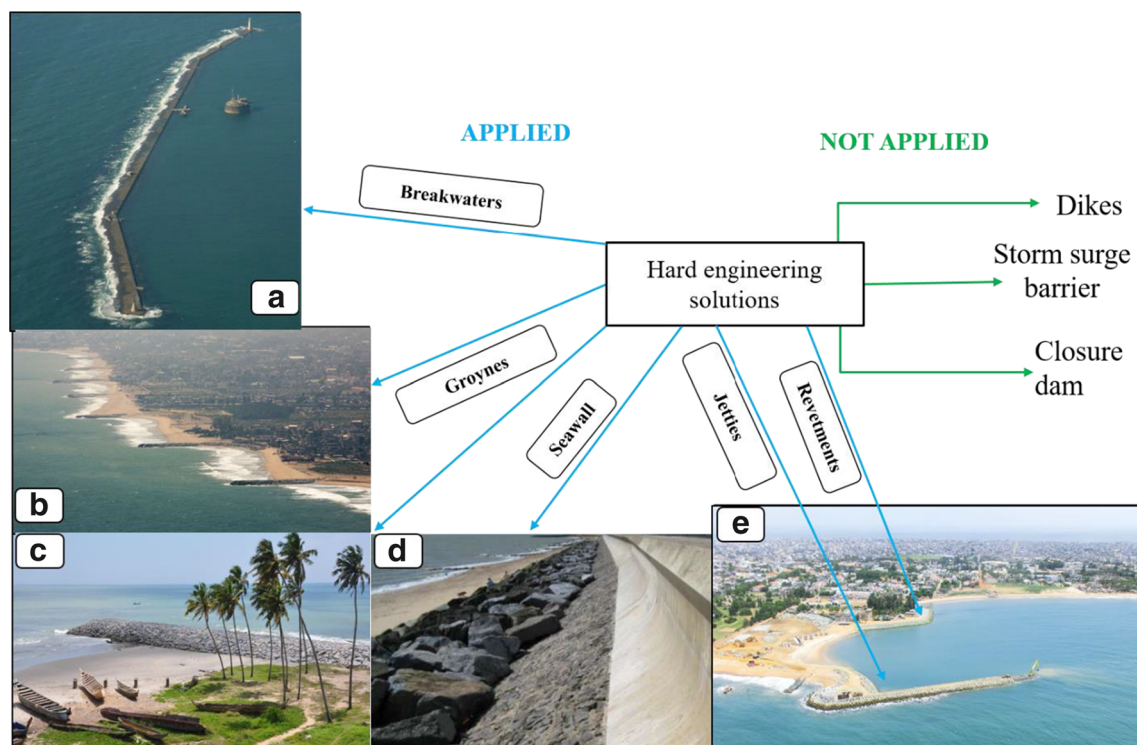 APPLIED
NOT APPLIED
Breakwaters
Dikes
Hard engineering
solutions
Storm surge
barrier
a
Groynes
Seawall
Jetties
Revetments
Closure
dam
b
c
d
e